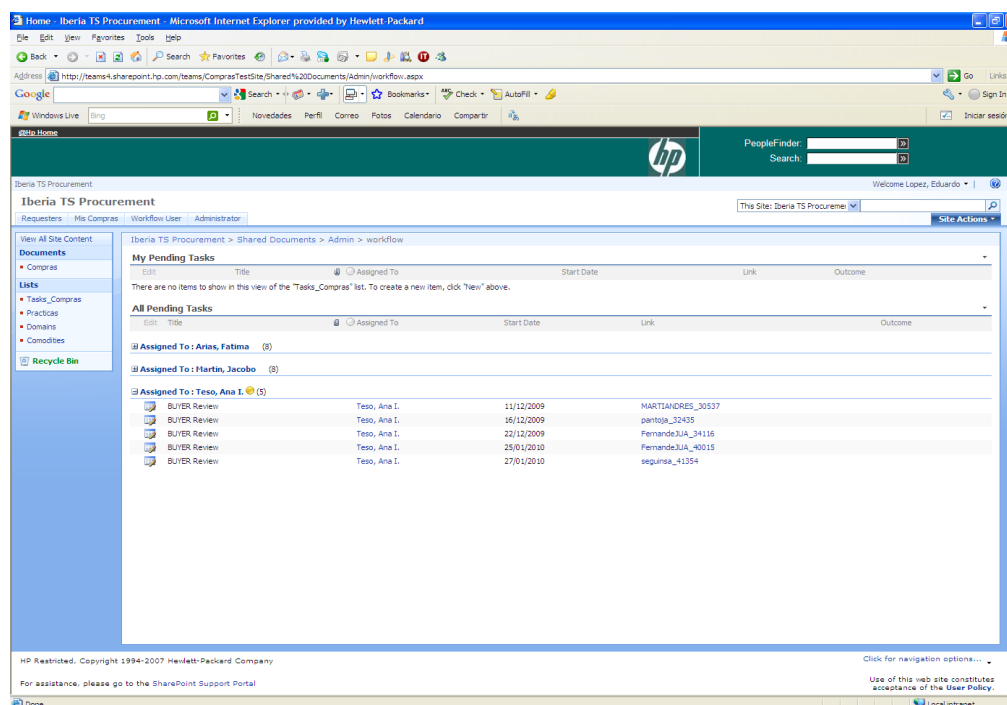 Home - Iberia TS Procurement - Microsoft Internet Explorer provided by Hewlett-Packard
File Edit View Favorites Tools Help
Back Search Favorites
Address http://teams4.sharepoint.hp.com/teams/ComprasTestSite/Shared%20Documents/Admin/workflow.aspx Go Links
Google Search Bookmarks Check AutoFill Sign In
Windows Live Bing Novedades Perfil Correo Fotos Calendario Compartir Iniciar sesión
@Hp Home
hp
PeopleFinder:
Search:
Iberia TS Procurement Welcome Lopez, Eduardo
Iberia TS Procurement
This Site: Iberia TS Procuremer
Requesters Mis Compras Workflow User Administrator Site Actions
View All Site Content
Documents
Compras
Lists
Tasks_Compras
Practicas
Domains
Comodities
Recycle Bin
Iberia TS Procurement > Shared Documents > Admin > workflow
My Pending Tasks
Edit Title Assigned To Start Date Link Outcome
There are no items to show in this view of the "Tasks_Compras" list. To create a new item, click "New" above.
All Pending Tasks
Edit Title Assigned To Start Date Link Outcome
Assigned To : Arias, Fatima (8)
Assigned To : Martin, Jacobo (8)
Assigned To : Teso, Ana I. (5)
BUYER Review Teso, Ana I. 11/12/2009 MARTIANDRES_30537
BUYER Review Teso, Ana I. 16/12/2009 pantoja_32435
BUYER Review Teso, Ana I. 22/12/2009 FernandeJUA_34116
BUYER Review Teso, Ana I. 25/01/2010 FernandeJUA_40015
BUYER Review Teso, Ana I. 27/01/2010 seguinsa_41354
HP Restricted. Copyright 1994-2007 Hewlett-Packard Company
Click for navigation options...
For assistance, please go to the SharePoint Support Portal
Use of this web site constitutes
acceptance of the User Policy.
Done Local intranet